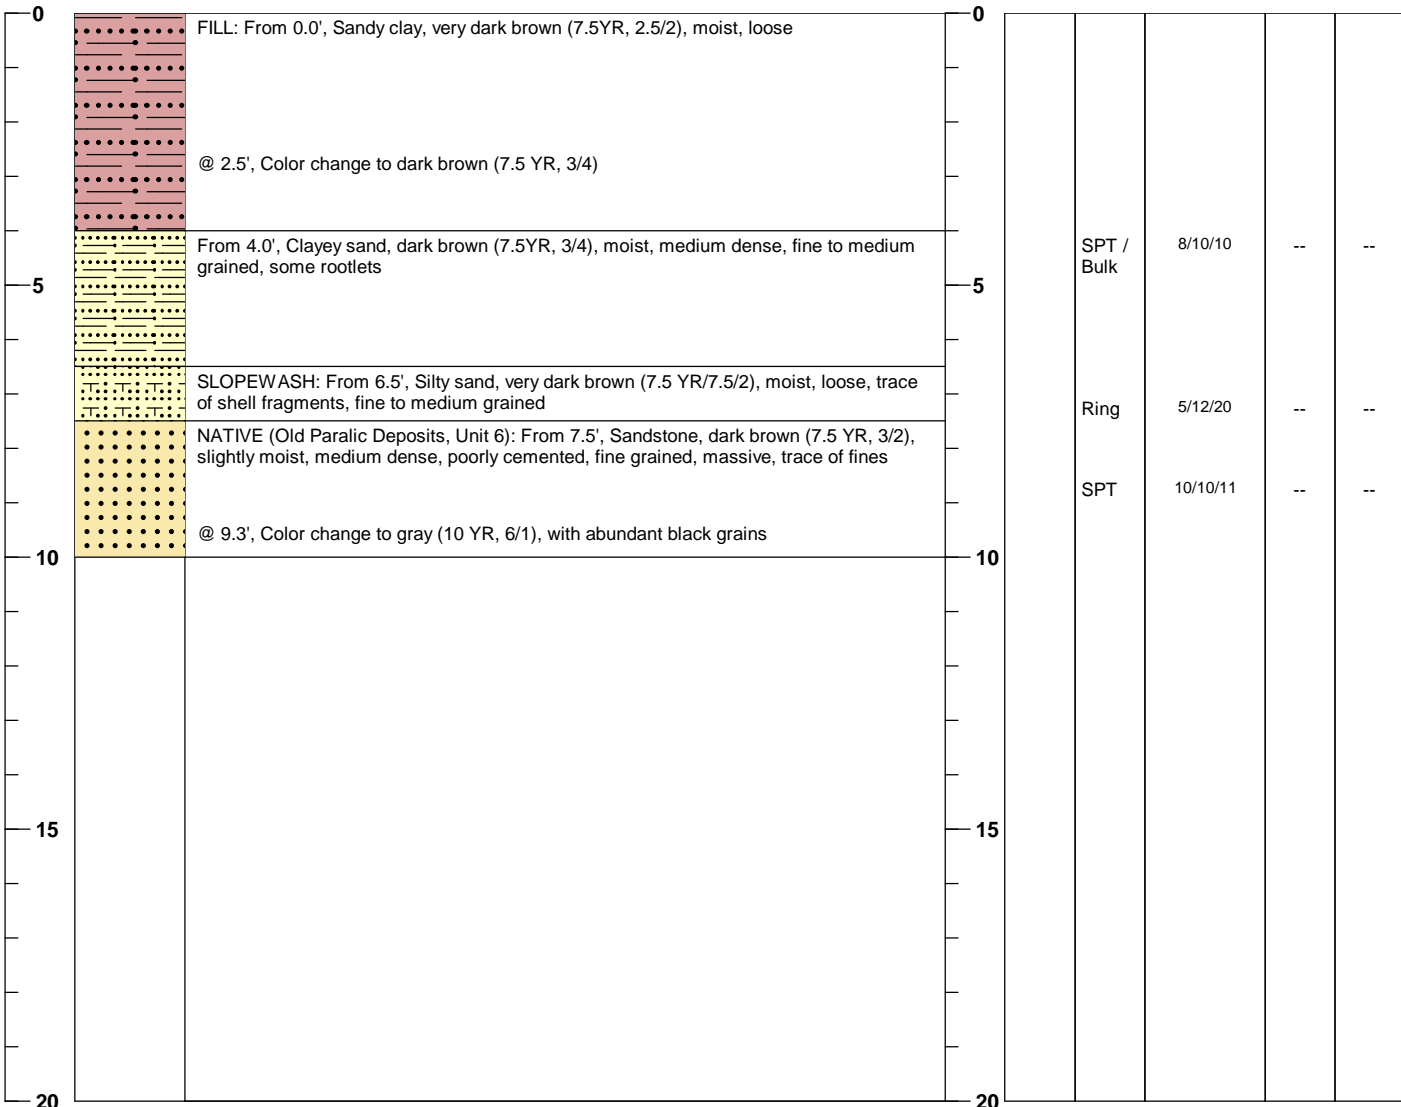 0
FILL: From 0.0', Sandy clay, very dark brown (7.5YR, 2.5/2), moist, loose
0
@ 2.5', Color change to dark brown (7.5 YR, 3/4)
From 4.0', Clayey sand, dark brown (7.5YR, 3/4), moist, medium dense, fine to medium
grained, some rootlets
SPT /
Bulk
8/10/10
--
--
5
5
SLOPEWASH: From 6.5', Silty sand, very dark brown (7.5 YR/7.5/2), moist, loose, trace
of shell fragments, fine to medium grained
Ring
5/12/20
--
--
NATIVE (Old Paralic Deposits, Unit 6): From 7.5', Sandstone, dark brown (7.5 YR, 3/2),
slightly moist, medium dense, poorly cemented, fine grained, massive, trace of fines
SPT
10/10/11
--
--
@ 9.3', Color change to gray (10 YR, 6/1), with abundant black grains
10
10
15
15
20
20